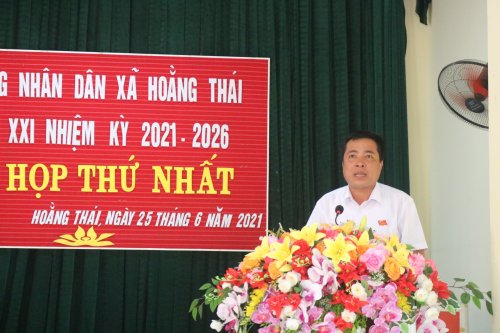 NHÂN DÂN XÃ HOẰNG THÁI
XXI NHIỆM KỲ 2021 - 2026
HỌP THỨ NHẤT
HOẰNG THÁI, NGÀY 25 THÁNG 6 NĂM 2021